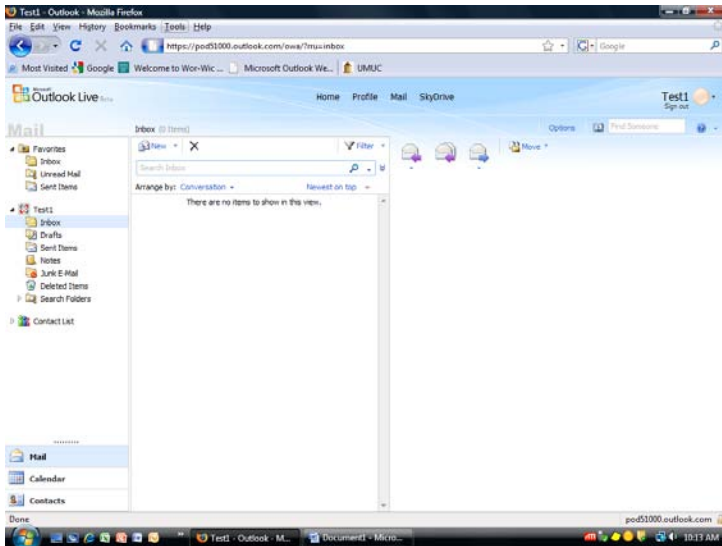 Test1 - Outlook - Mozilla Firefox
File Edit View History Bookmarks Tools Help
https://pod51000.outlook.com/owa/?mu=inbox
Google
Most Visited Google Welcome to Wor-Wic ... Microsoft Outlook We... UMUC
Microsoft
Outlook Live
Home Profile Mail SkyDrive
Test1
Sign out
Mail
Inbox (0 Items)
Options
Find Someone
Favorites
Inbox
Unread Mail
Sent Items
Test1
Inbox
Drafts
Sent Items
Notes
Junk E-Mail
Deleted Items
Search Folders
Contact List
New
Filter
Search Inbox
Arrange by: Conversation
Newest on top
There are no items to show in this view.
Move
Mail
Calendar
Contacts
Done
pod51000.outlook.com
Test1 - Outlook - M...
Document1 - Micro...
10:13 AM